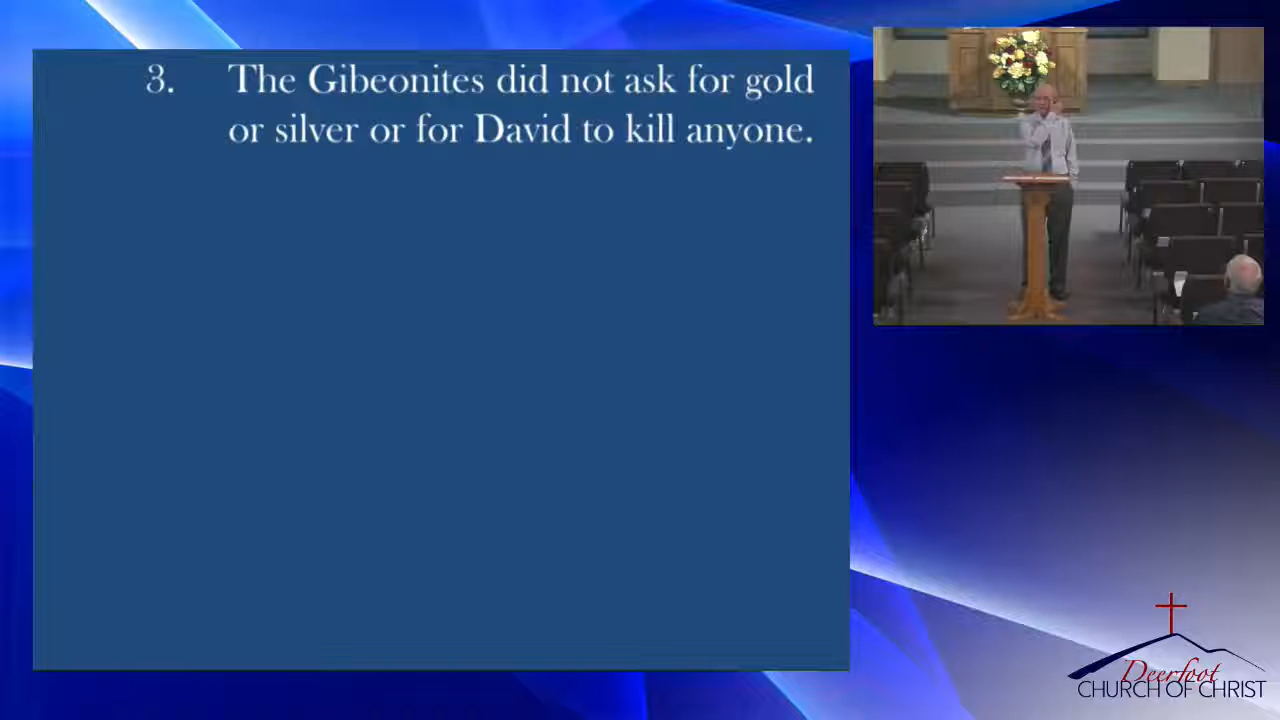 3. The Gibeonites did not ask for gold
or silver or for David to kill anyone.
Deerfoot
CHURCH OF CHRIST